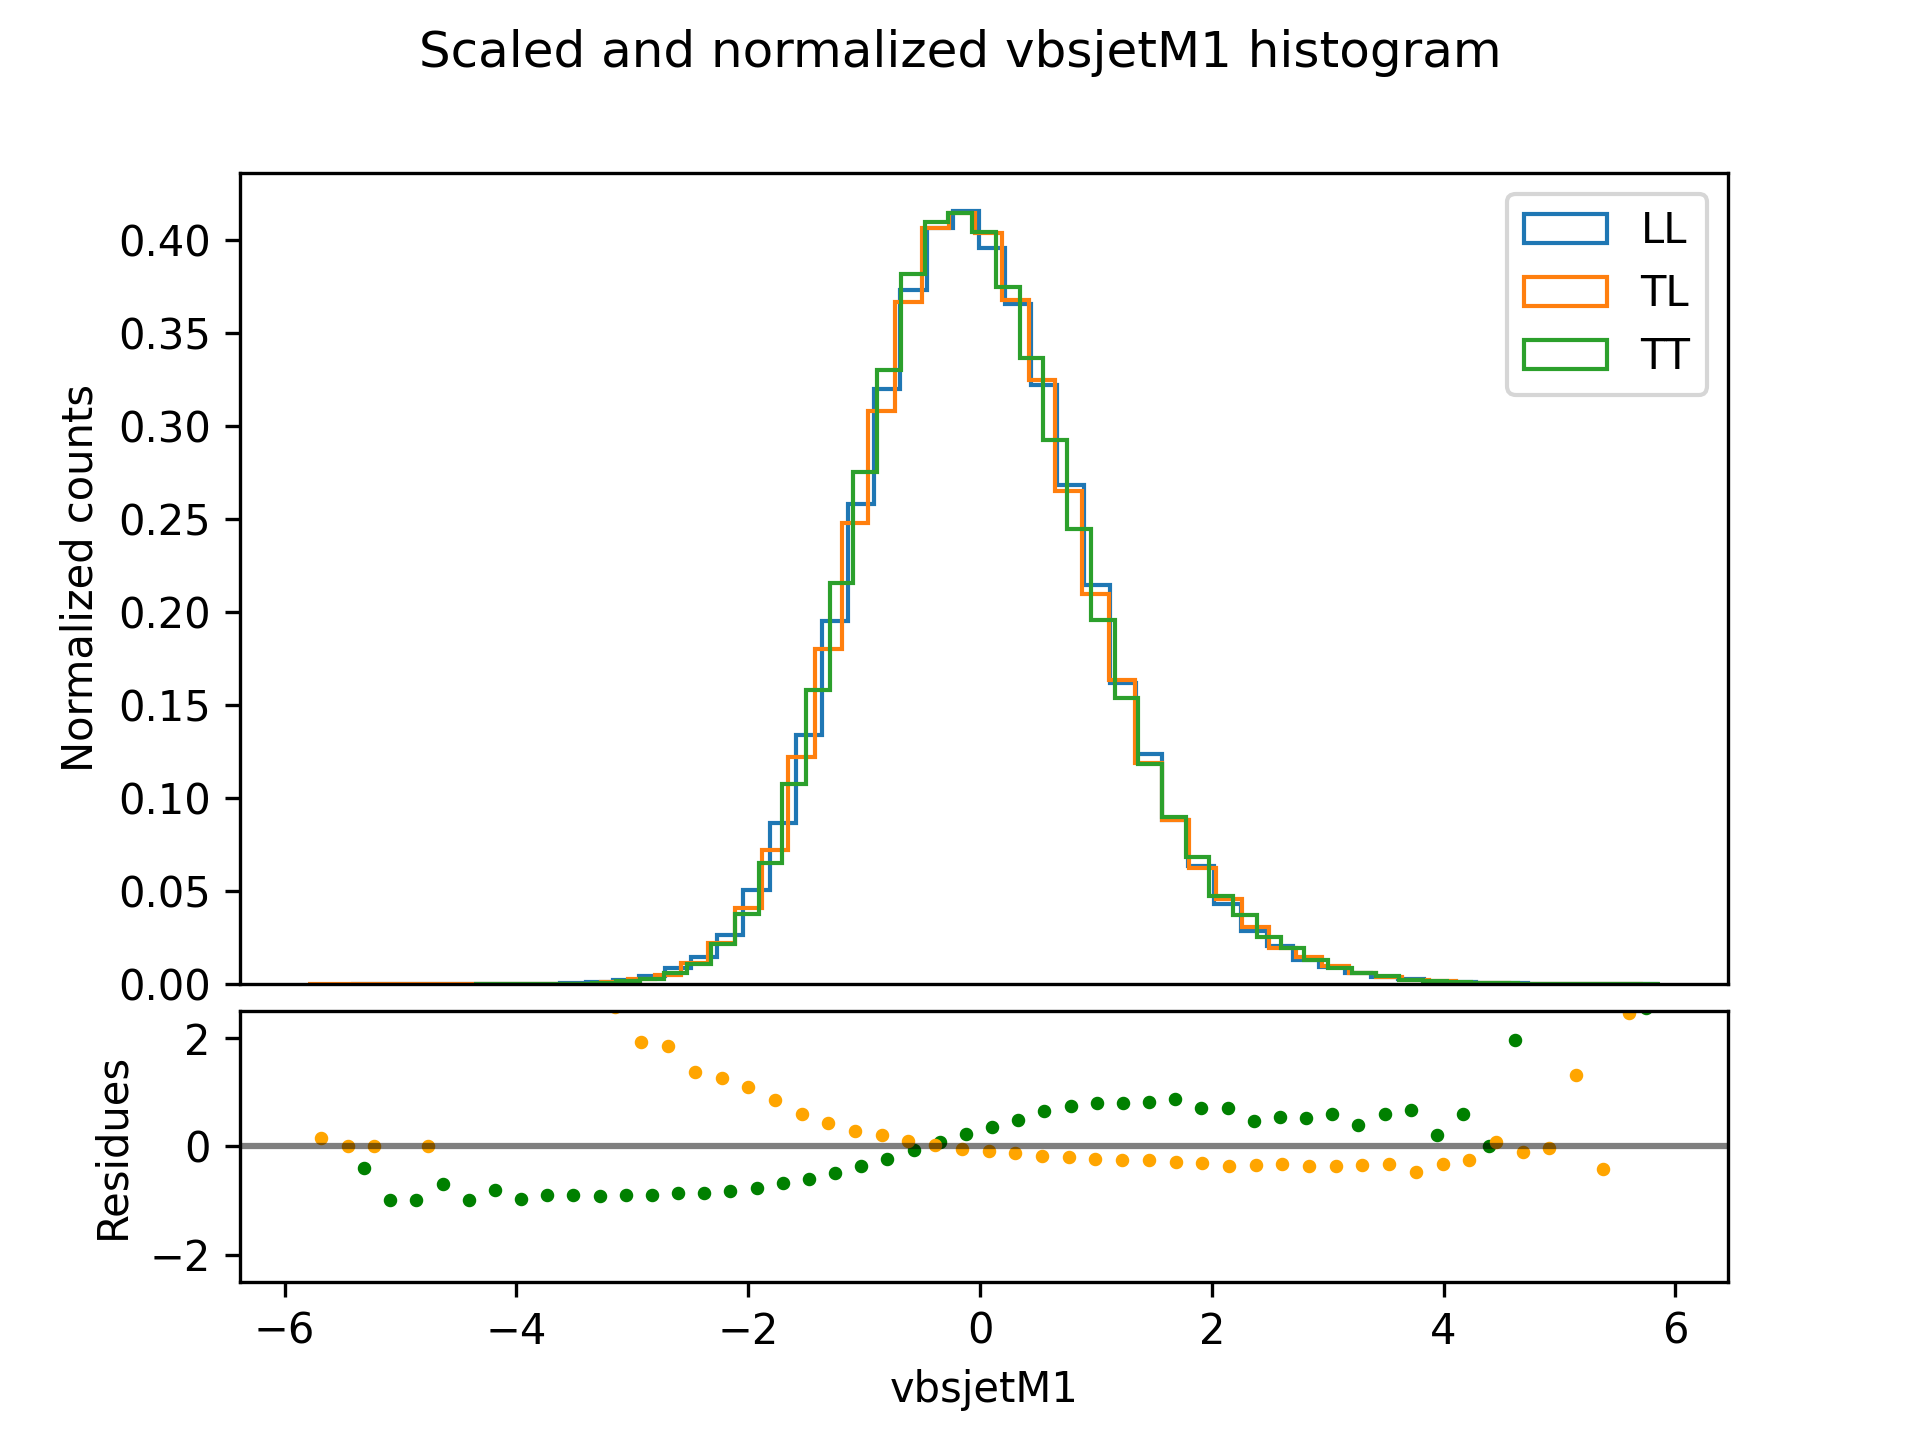 Scaled and normalized vbsjetM1 histogram
0.40
0.35
0.30
0.25
0.20
0.15
0.10
0.05
0.00
Normalized counts
LL
TL
TT
2
0
−2
Residues
−6 −4 −2 0 2 4 6
vbsjetM1